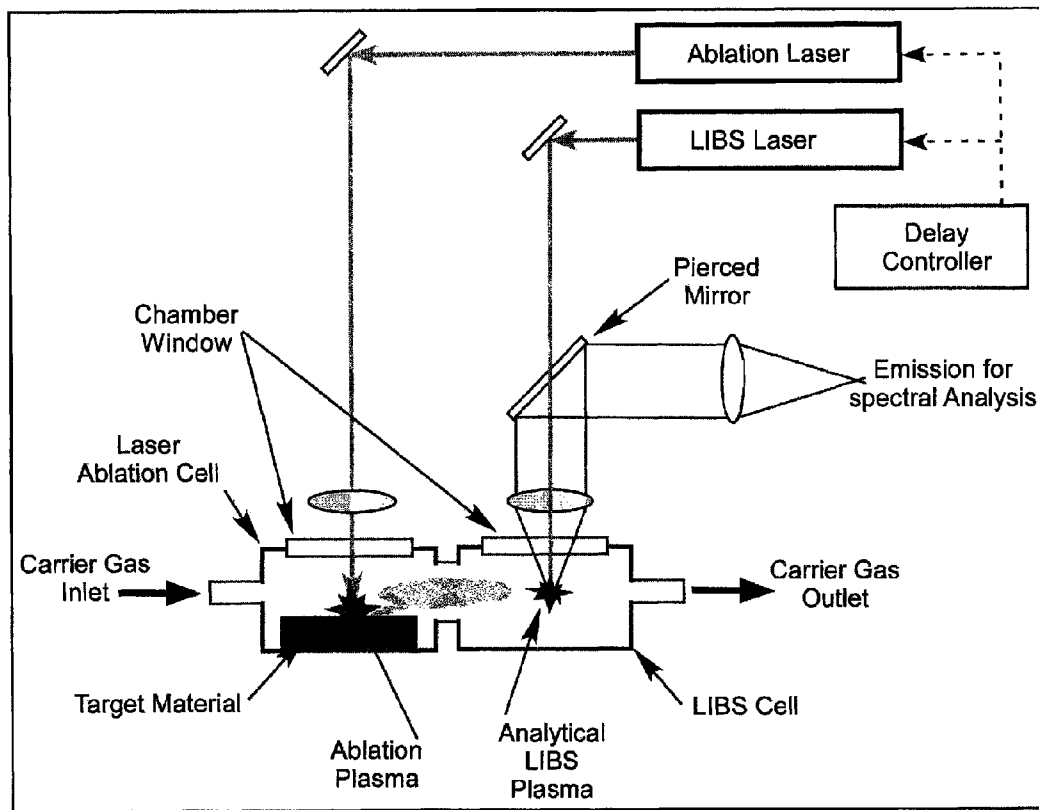 Ablation Laser
LIBS Laser
Delay
Controller
Pierced
Mirror
Chamber
Window
Emission for
spectral Analysis
Laser
Ablation Cell
Carrier Gas
Inlet
Carrier Gas
Outlet
Target Material
LIBS Cell
Ablation
Plasma
Analytical
LIBS
Plasma